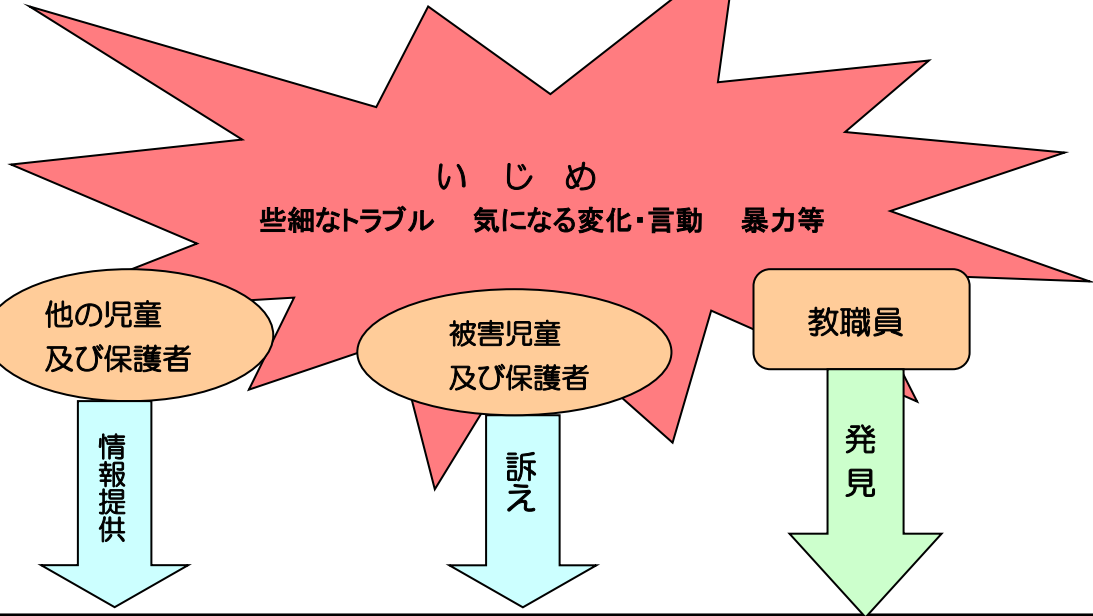 い じ め
些細なトラブル 気になる変化・言動 暴力等
他の児童
及び保護者
被害児童
及び保護者
教職員
情報提供
訴え
発見